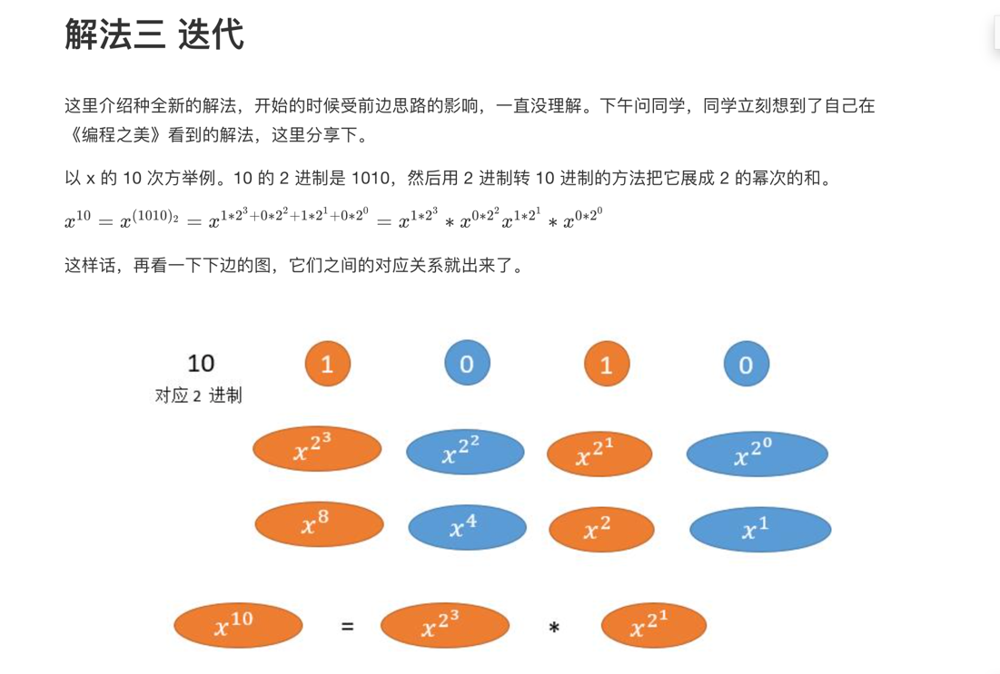 解法三 迭代
这里介绍种全新的解法，开始的时候受前边思路的影响，一直没理解。下午问同学，同学立刻想到了自己在
《编程之美》看到的解法，这里分享下。
以 x 的 10 次方举例。10 的 2 进制是 1010，然后用 2 进制转 10 进制的方法把它展成 2 的幂次的和。
$x^{10} = x^{(1010)_2} = x^{1*2^3+0*2^2+1*2^1+0*2^0} = x^{1*2^3} * x^{0*2^2} x^{1*2^1} * x^{0*2^0}$
这样话，再看一下下边的图，它们之间的对应关系就出来了。
10 1 0 1 0
对应 2 进制
$x^{2^3}$ $x^{2^2}$ $x^{2^1}$ $x^{2^0}$
$x^8$ $x^4$ $x^2$ $x^1$
$x^{10}$ = $x^{2^3}$ * $x^{2^1}$